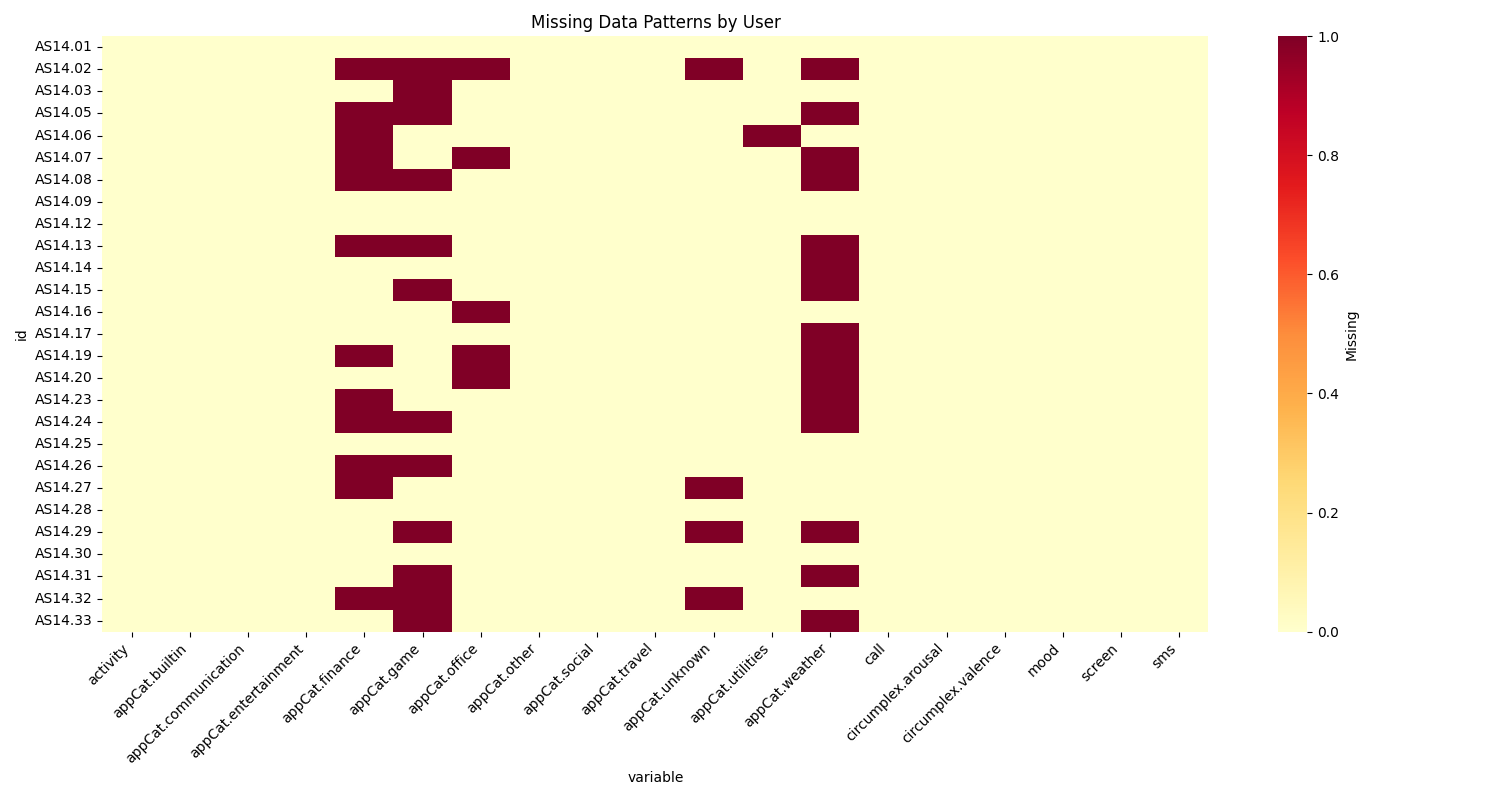 Missing Data Patterns by User
AS14.01
AS14.02
AS14.03
AS14.05
AS14.06
AS14.07
AS14.08
AS14.09
AS14.12
AS14.13
AS14.14
AS14.15
AS14.16
AS14.17
AS14.19
AS14.20
AS14.23
AS14.24
AS14.25
AS14.26
AS14.27
AS14.28
AS14.29
AS14.30
AS14.31
AS14.32
AS14.33
id
activity
appCat.builtin
appCat.communication
appCat.entertainment
appCat.finance
appCat.game
appCat.office
appCat.other
appCat.social
appCat.travel
appCat.unknown
appCat.utilities
appCat.weather
call
circumplex.arousal
circumplex.valence
mood
screen
sms
variable
1.0
0.8
0.6
0.4
0.2
0.0
Missing